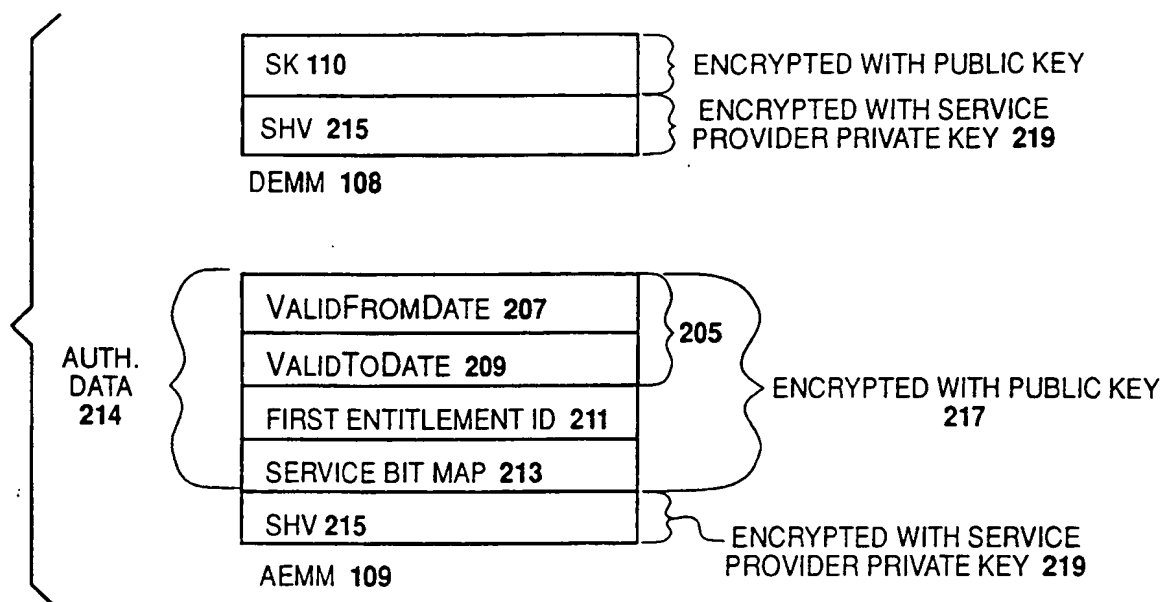 SK 110
ENCRYPTED WITH PUBLIC KEY
SHV 215
ENCRYPTED WITH SERVICE
PROVIDER PRIVATE KEY 219
DEMM 108
AUTH.
DATA
214
VALIDFROMDATE 207
VALIDTODATE 209
205
FIRST ENTITLEMENT ID 211
SERVICE BIT MAP 213
ENCRYPTED WITH PUBLIC KEY
217
SHV 215
ENCRYPTED WITH SERVICE
PROVIDER PRIVATE KEY 219
AEMM 109